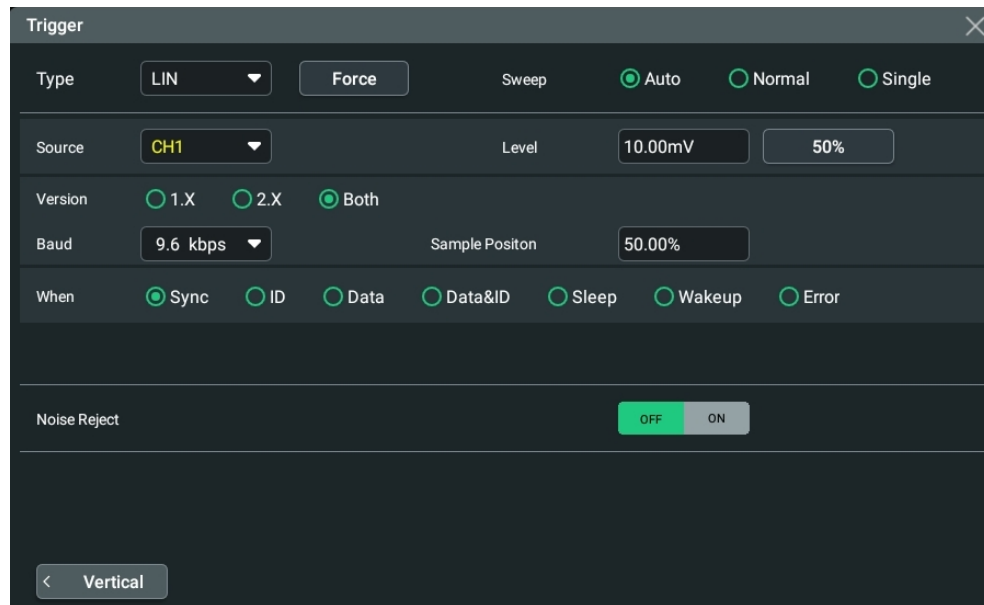 Trigger
Type LIN Force Sweep Auto Normal Single
Source CH1 Level 10.00mV 50%
Version 1.X 2.X Both
Baud 9.6 kbps Sample Positon 50.00%
When Sync ID Data Data&ID Sleep Wakeup Error
Noise Reject OFF ON
< Vertical